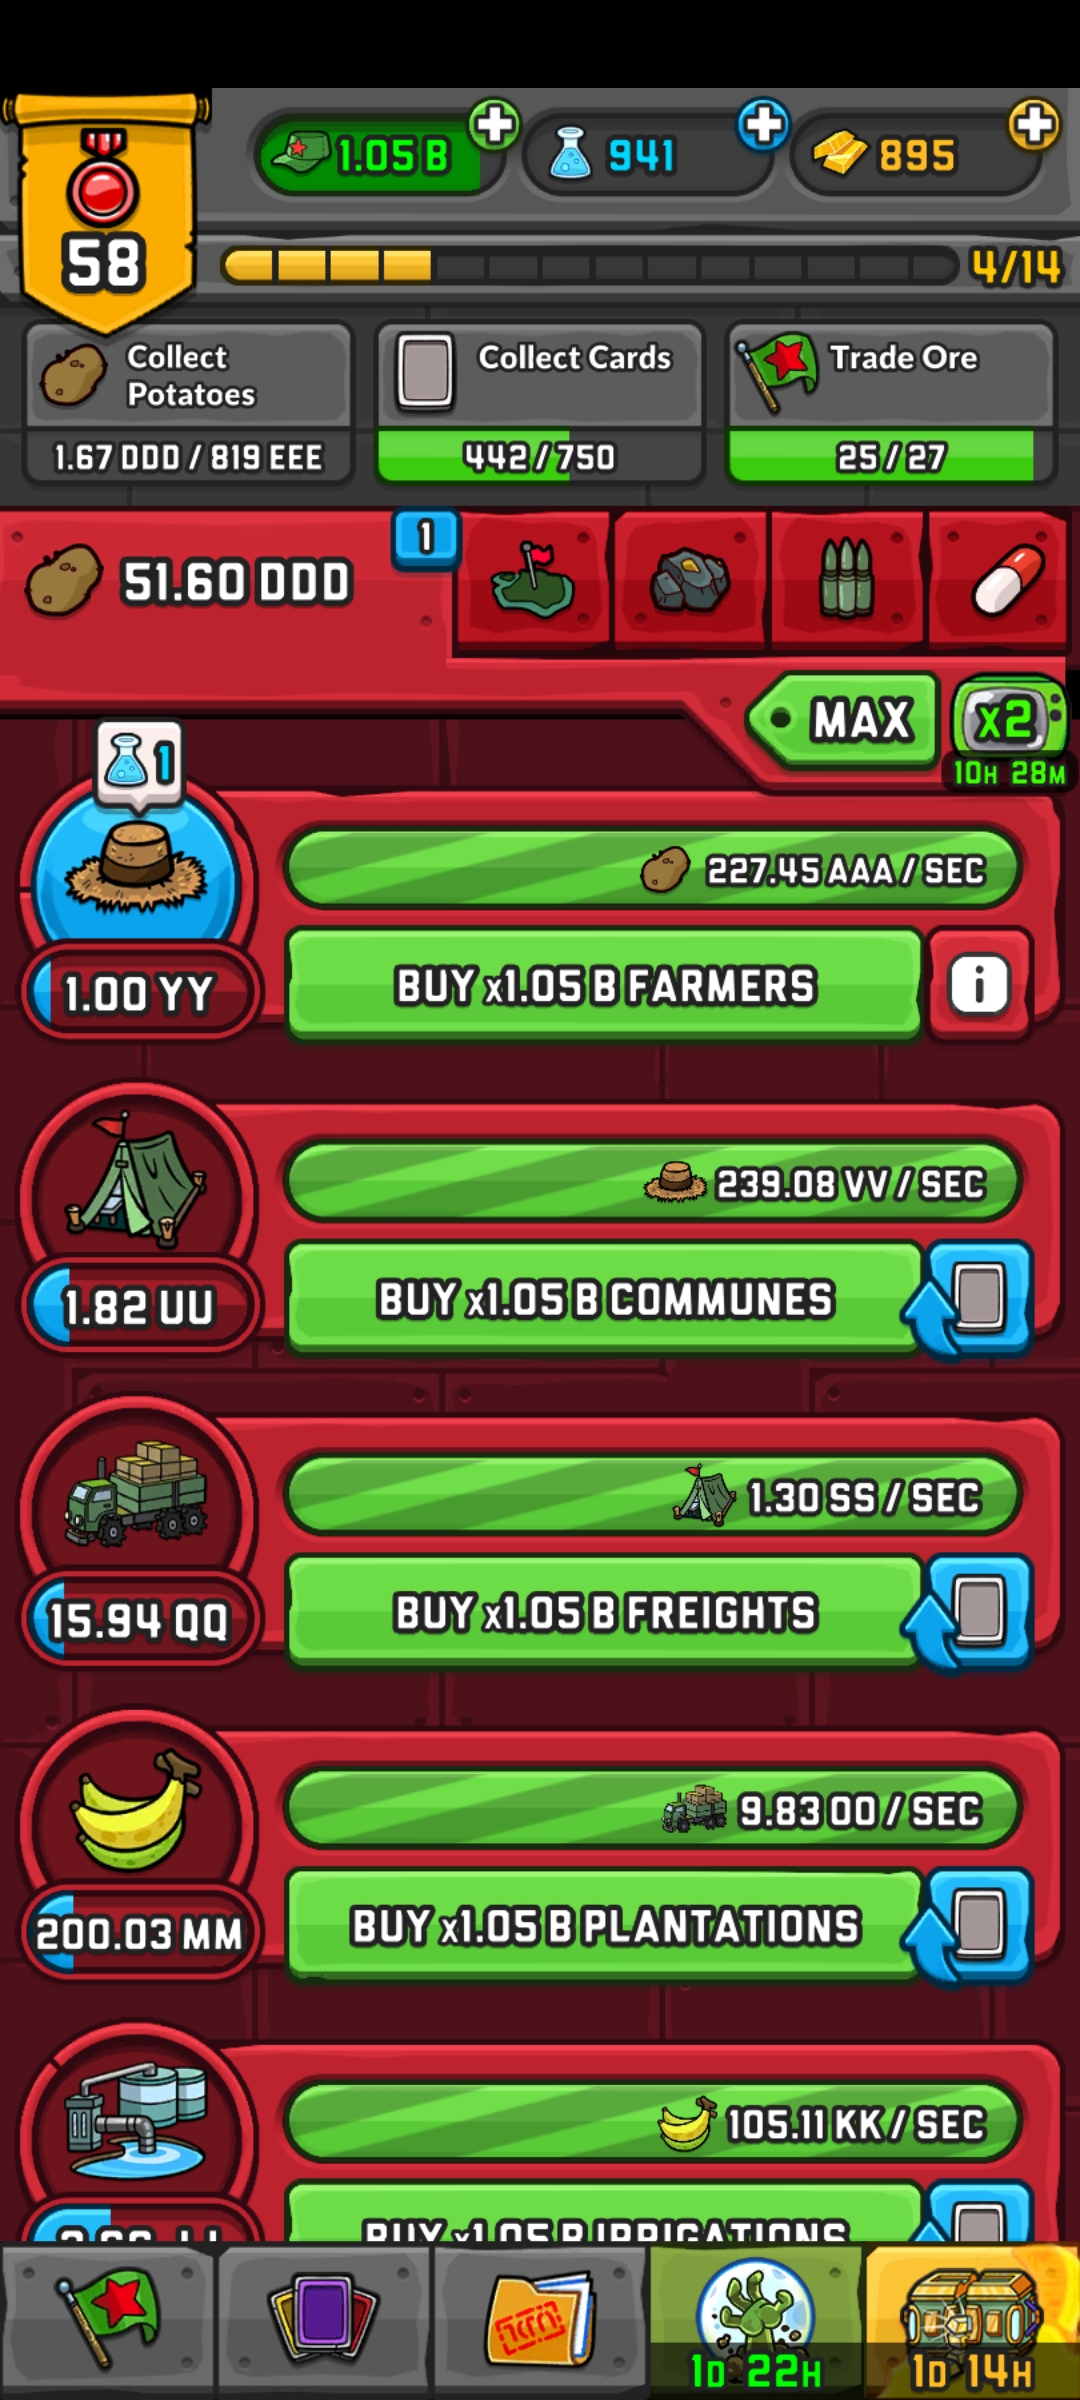 58
1.05 B
941
895
4/14
Collect
Potatoes
1.67 DDD / 819 EEE
Collect Cards
442/750
Trade Ore
25/27
51.60 DDD
1
MAX
x2
10H 28M
1
227.45 AAA / SEC
1.00 YY
BUY x1.05 B FARMERS
i
239.08 VV / SEC
1.82 UU
BUY x1.05 B COMMUNES
1.30 SS / SEC
15.94 QQ
BUY x1.05 B FREIGHTS
9.83 OO / SEC
200.03 MM
BUY x1.05 B PLANTATIONS
105.11 KK / SEC
BUY x1.05 B IRRIGATIONS
1D 22H
1D 14H